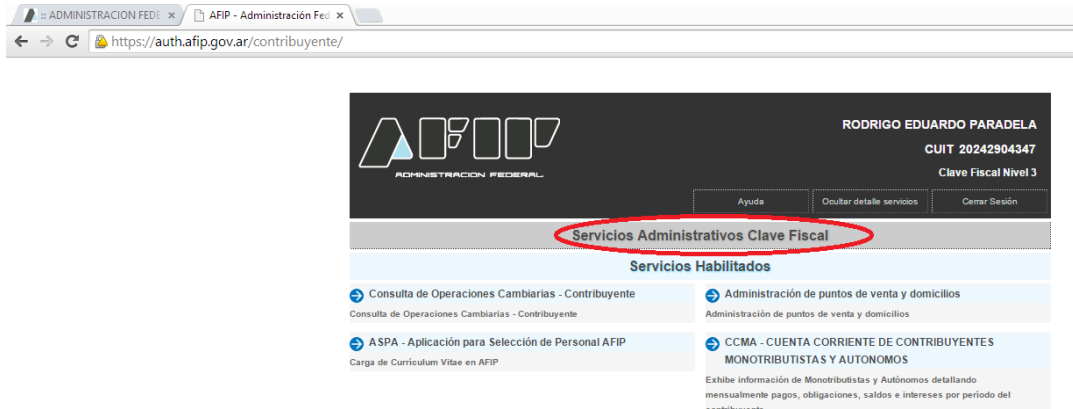 :: ADMINISTRACION FEDE
AFIP - Administración Fed
https://auth.afip.gov.ar/contribuyente/
AFIP
ADMINISTRACION FEDERAL
RODRIGO EDUARDO PARADELA
CUIT 20242904347
Clave Fiscal Nivel 3
Ayuda
Ocultar detalle servicios
Cerrar Sesión
Servicios Administrativos Clave Fiscal
Servicios Habilitados
Consulta de Operaciones Cambiarias - Contribuyente
Consulta de Operaciones Cambiarias - Contribuyente
Administración de puntos de venta y domicilios
Administración de puntos de venta y domicilios
ASPA - Aplicación para Selección de Personal AFIP
Carga de Curriculum Vitae en AFIP
CCMA - CUENTA CORRIENTE DE CONTRIBUYENTES
MONOTRIBUTISTAS Y AUTONOMOS
Exhibe información de Monotributistas y Autónomos detallando
mensualmente pagos, obligaciones, saldos e intereses por período del
contribuyente